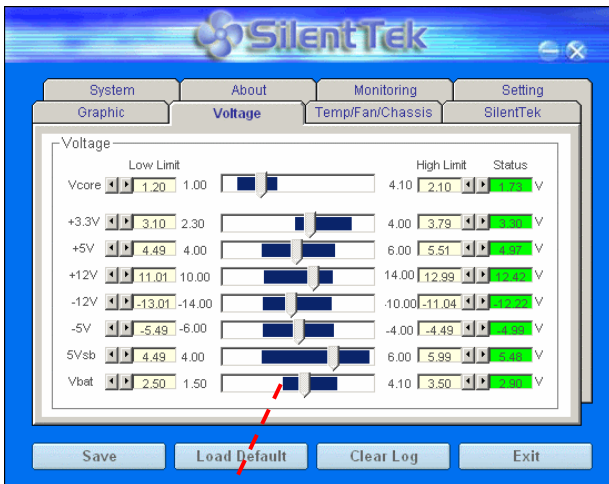 SilentTek
System About Monitoring Setting
Graphic Voltage Temp/Fan/Chassis SilentTek
Voltage
Low Limit High Limit Status
Vcore 1.20 1.00 4.10 2.10 1.73 V
+3.3V 3.10 2.30 4.00 3.79 3.30 V
+5V 4.49 4.00 6.00 5.51 4.97 V
+12V 11.01 10.00 14.00 12.99 12.42 V
-12V -13.01 -14.00 -10.00 -11.04 -12.22 V
-5V -5.49 -6.00 -4.00 -4.49 -4.99 V
5Vsb 4.49 4.00 6.00 5.99 5.48 V
Vbat 2.50 1.50 4.10 3.50 2.90 V
Save Load Default Clear Log Exit